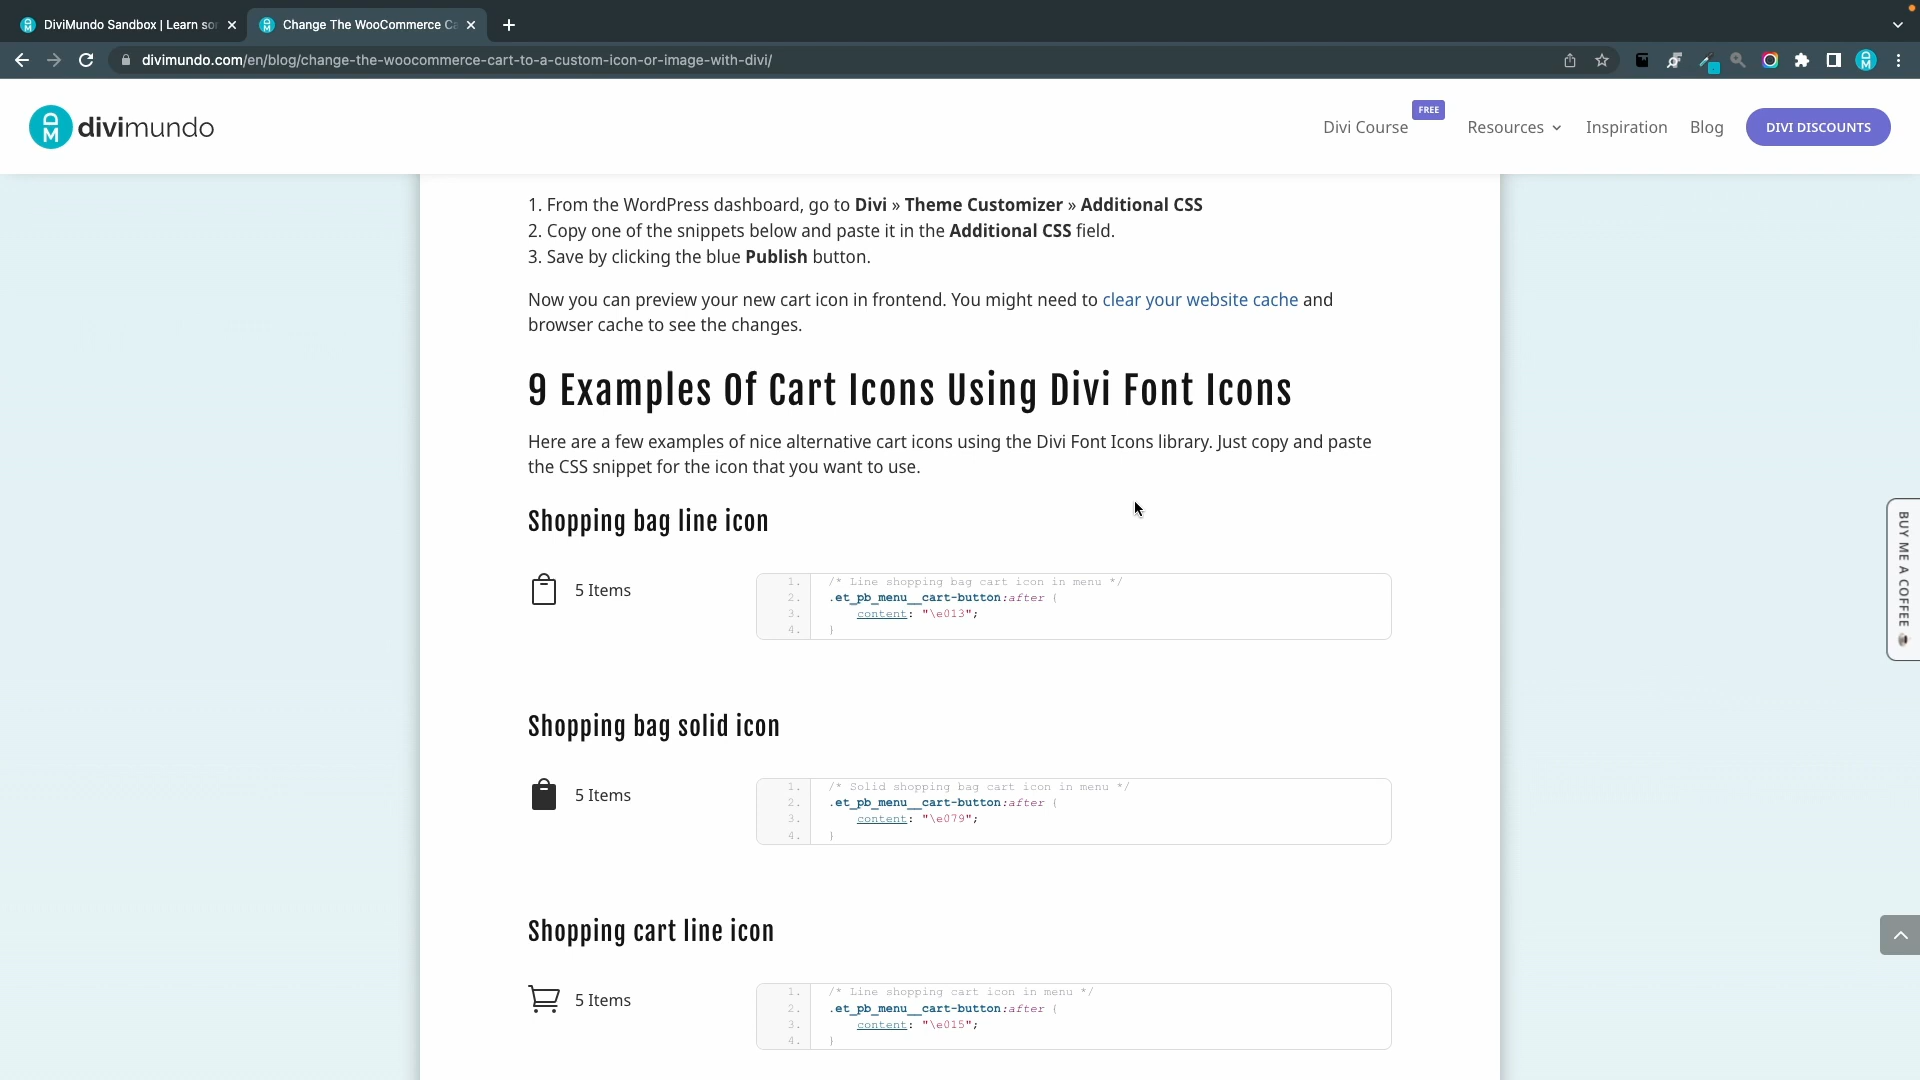 DiviMundo Sandbox | Learn so
Change The WooCommerce Ca
divimundo.com/en/blog/change-the-woocommerce-cart-to-a-custom-icon-or-image-with-divi/
divimundo
Divi Course
FREE
Resources
Inspiration
Blog
DIVI DISCOUNTS
1. From the WordPress dashboard, go to Divi » Theme Customizer » Additional CSS
2. Copy one of the snippets below and paste it in the Additional CSS field.
3. Save by clicking the blue Publish button.
Now you can preview your new cart icon in frontend. You might need to clear your website cache and
browser cache to see the changes.
9 Examples Of Cart Icons Using Divi Font Icons
Here are a few examples of nice alternative cart icons using the Divi Font Icons library. Just copy and paste
the CSS snippet for the icon that you want to use.
Shopping bag line icon
5 Items
1. /* Line shopping bag cart icon in menu */
2. .et_pb_menu__cart-button:after {
3. content: "\e013";
4. }
Shopping bag solid icon
5 Items
1. /* Solid shopping bag cart icon in menu */
2. .et_pb_menu__cart-button:after {
3. content: "\e079";
4. }
Shopping cart line icon
5 Items
1. /* Line shopping cart icon in menu */
2. .et_pb_menu__cart-button:after {
3. content: "\e015";
4. }
BUY ME A COFFEE